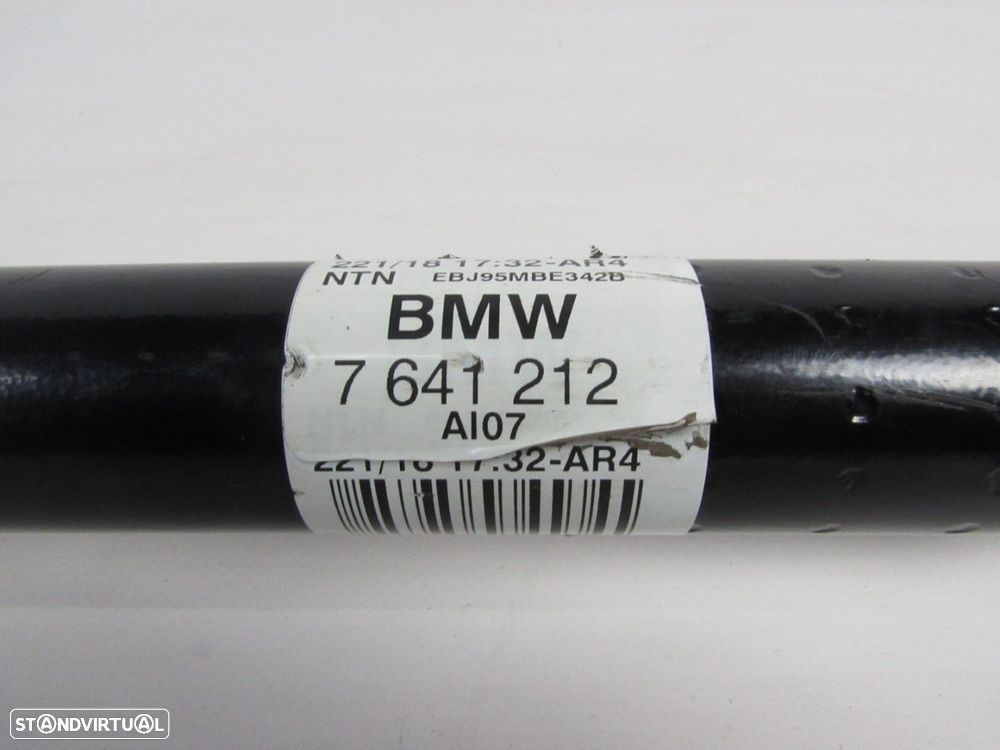 221/18 17:32-AR4
NTN EBJ95MBE342B
BMW
7 641 212
AI07
221/18 17:32-AR4
STANDVIRTUAL